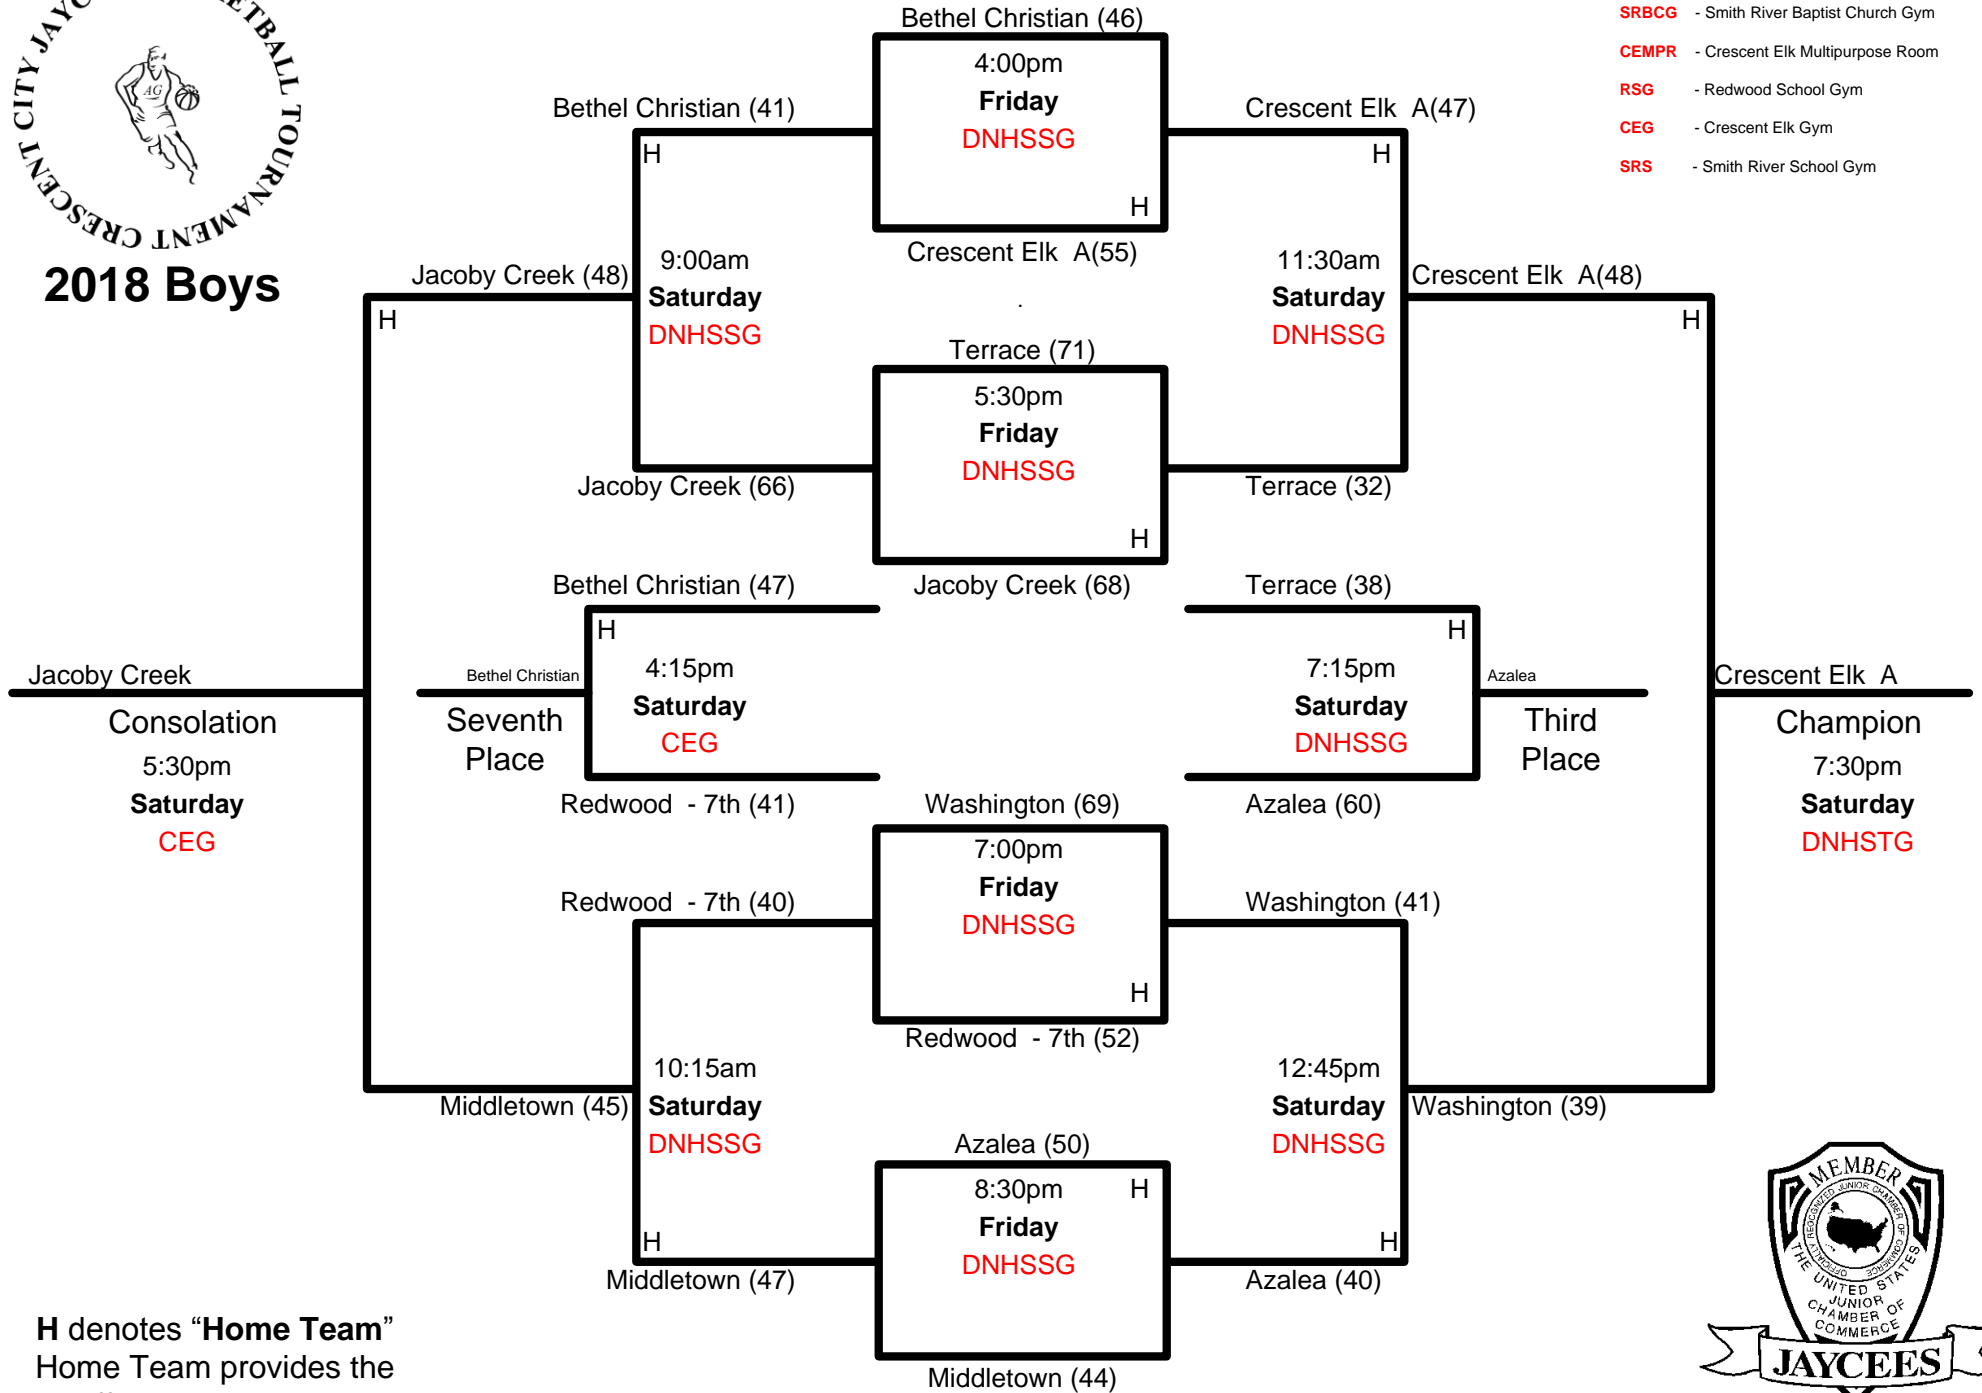 CRESCENT CITY JAYC
ETBALL TOURNAMENT
AG
2018 Boys
SRBCG - Smith River Baptist Church Gym
CEMPR - Crescent Elk Multipurpose Room
RSG - Redwood School Gym
CEG - Crescent Elk Gym
SRS - Smith River School Gym
Bethel Christian (46)
4:00pm
Friday
DNHSSG
H
Crescent Elk A(55)
Bethel Christian (41)
H
9:00am
Saturday
DNHSSG
Jacoby Creek (66)
Crescent Elk A(47)
H
11:30am
Saturday
DNHSSG
Terrace (32)
Jacoby Creek (48)
H
Crescent Elk A(48)
H
.
Terrace (71)
5:30pm
Friday
DNHSSG
H
Jacoby Creek (68)
Bethel Christian (47)
H
4:15pm
Saturday
CEG
Redwood - 7th (41)
Bethel Christian
Seventh
Place
Terrace (38)
H
7:15pm
Saturday
DNHSSG
Azalea (60)
Azalea
Third
Place
Jacoby Creek
Consolation
5:30pm
Saturday
CEG
Crescent Elk A
Champion
7:30pm
Saturday
DNHSTG
Washington (69)
7:00pm
Friday
DNHSSG
H
Redwood - 7th (52)
Redwood - 7th (40)
10:15am
Saturday
DNHSSG
H
Middletown (47)
Washington (41)
12:45pm
Saturday
DNHSSG
H
Azalea (40)
Middletown (45)
Washington (39)
Azalea (50)
8:30pm
H
Friday
DNHSSG
Middletown (44)
H denotes “Home Team”
Home Team provides the
MEMBER
OFFICIALLY RECOGNIZED JUNIOR CHAMBER OF COMMERCE
THE UNITED STATES
JUNIOR
CHAMBER OF
COMMERCE
JAYCEES